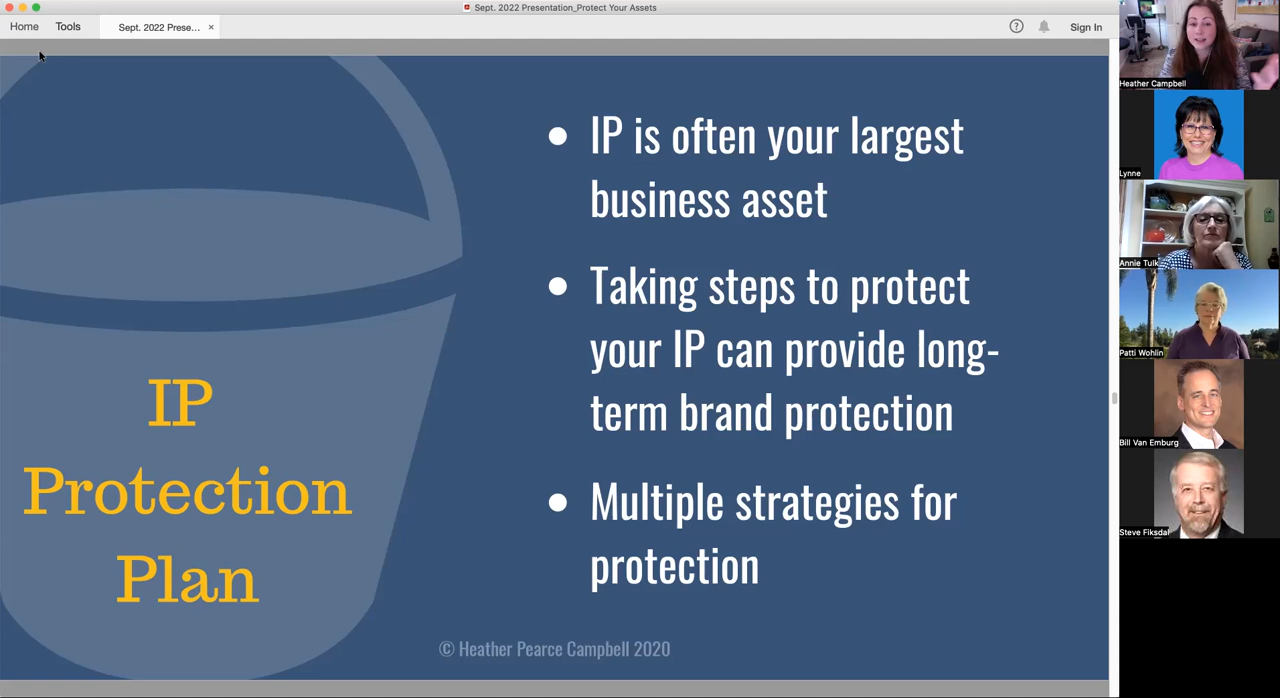 Sept. 2022 Presentation_Protect Your Assets
Home
Tools
Sept. 2022 Prese... ×
Sign In
IP
Protection
Plan
• IP is often your largest
business asset
• Taking steps to protect
your IP can provide long-
term brand protection
• Multiple strategies for
protection
© Heather Pearce Campbell 2020
Heather Campbell
Lynne
Annie Tulk
Patti Wohlin
Bill Van Emburg
Steve Fiksdal